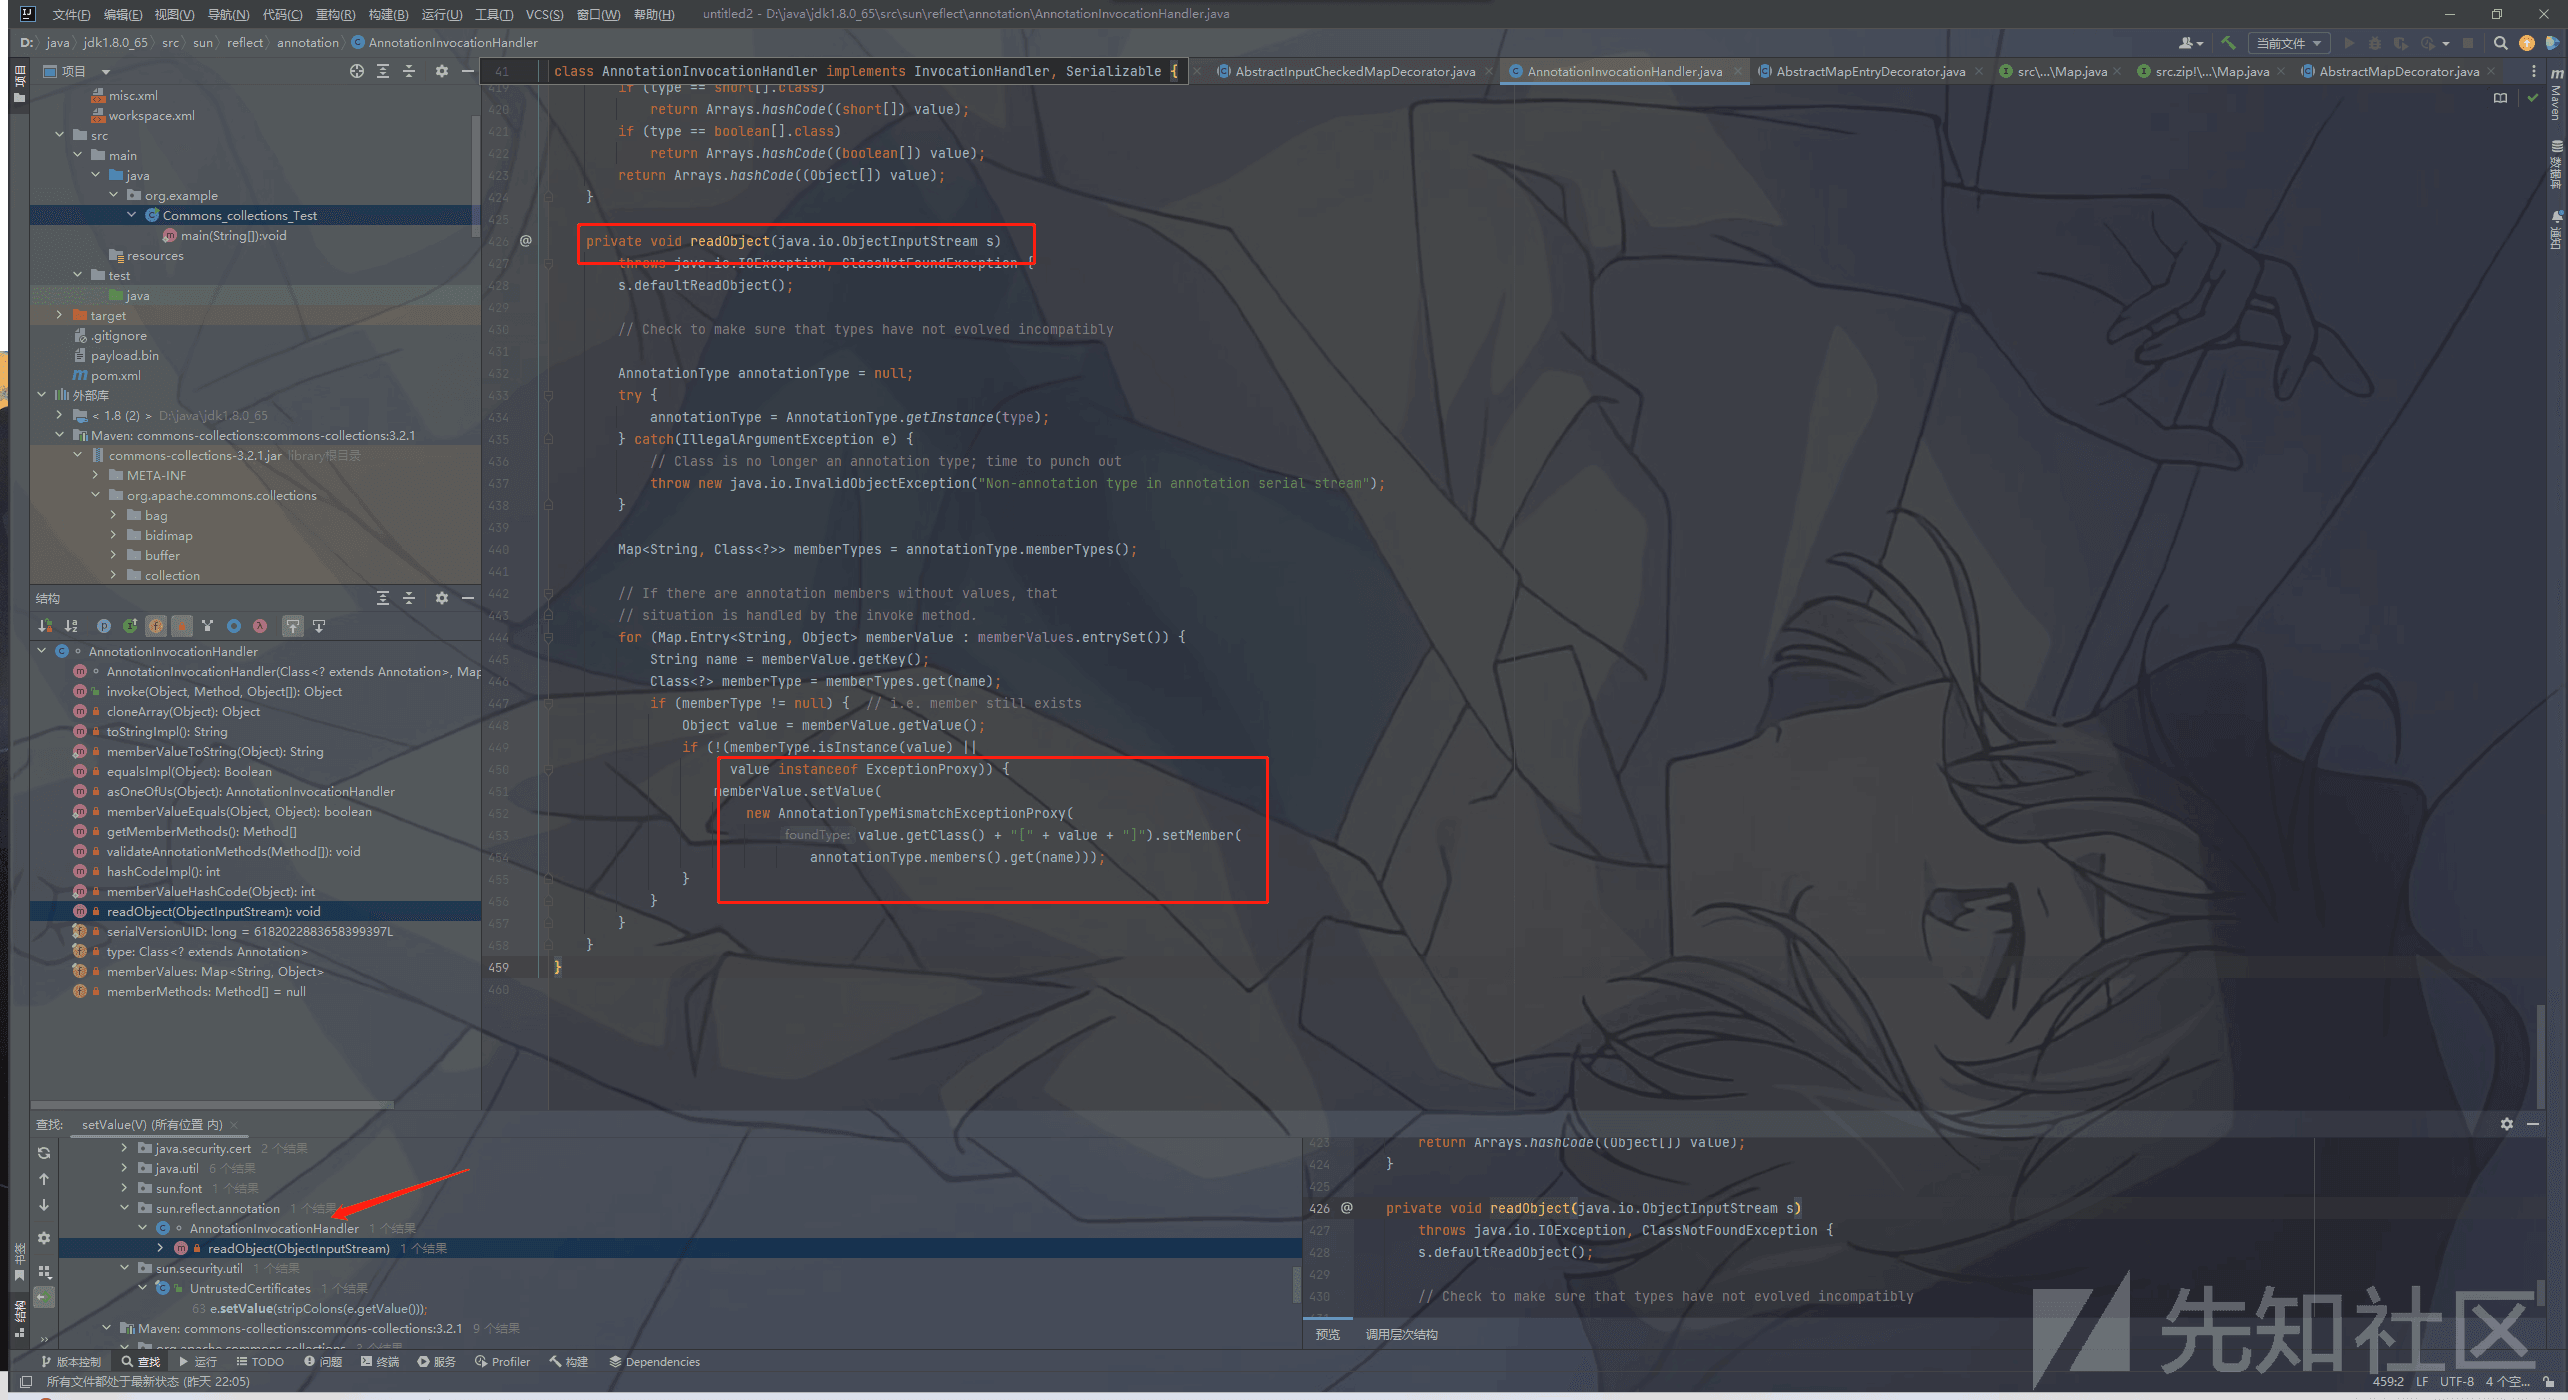 文件(F) 编辑(E) 视图(V) 导航(N) 代码(C) 重构(R) 构建(B) 运行(U) 工具(T) VCS(S) 窗口(W) 帮助(H) untitled2 - D:\java\jdk1.8.0_65\src\sun\reflect\annotation\AnnotationInvocationHandler.java
D: java jdk1.8.0_65 src sun reflect annotation AnnotationInvocationHandler
当前文件
项目
41 class AnnotationInvocationHandler implements InvocationHandler, Serializable {
AbstractInputCheckedMapDecorator.java AnnotationInvocationHandler.java AbstractMapEntryDecorator.java src\...\Map.java src.zip!\...\Map.java AbstractMapDecorator.java
项目
Maven
数据库
通知
misc.xml
workspace.xml
src
main
java
org.example
Commons_collections_Test
main(String[]):void
resources
test
java
target
.gitignore
payload.bin
pom.xml
外部库
< 1.8 (2) > D:\java\jdk1.8.0_65
Maven: commons-collections:commons-collections:3.2.1
commons-collections-3.2.1.jar library根目录
META-INF
org.apache.commons.collections
bag
bidimap
buffer
collection
419 if (type == short[].class)
420 return Arrays.hashCode((short[]) value);
421 if (type == boolean[].class)
422 return Arrays.hashCode((boolean[]) value);
423 return Arrays.hashCode((Object[]) value);
424 }
425
426 @ private void readObject(java.io.ObjectInputStream s)
427 throws java.io.IOException, ClassNotFoundException {
428 s.defaultReadObject();
429
430 // Check to make sure that types have not evolved incompatibly
431
432 AnnotationType annotationType = null;
433 try {
434 annotationType = AnnotationType.getInstance(type);
435 } catch(IllegalArgumentException e) {
436 // Class is no longer an annotation type; time to punch out
437 throw new java.io.InvalidObjectException("Non-annotation type in annotation serial stream");
438 }
439
440 Map<String, Class<?>> memberTypes = annotationType.memberTypes();
441
442 // If there are annotation members without values, that
443 // situation is handled by the invoke method.
444 for (Map.Entry<String, Object> memberValue : memberValues.entrySet()) {
445 String name = memberValue.getKey();
446 Class<?> memberType = memberTypes.get(name);
447 if (memberType != null) { // i.e. member still exists
448 Object value = memberValue.getValue();
449 if (!(memberType.isInstance(value) ||
450 value instanceof ExceptionProxy)) {
451 memberValue.setValue(
452 new AnnotationTypeMismatchExceptionProxy(
453 foundType: value.getClass() + "[" + value + "]").setMember(
454 annotationType.members().get(name)));
455 }
456 }
457 }
458 }
459 }
460
结构
AnnotationInvocationHandler
AnnotationInvocationHandler(Class<? extends Annotation>, Map
invoke(Object, Method, Object[]): Object
cloneArray(Object): Object
toStringImpl(): String
memberValueToString(Object): String
equalsImpl(Object): Boolean
asOneOfUs(Object): AnnotationInvocationHandler
memberValueEquals(Object, Object): boolean
getMemberMethods(): Method[]
validateAnnotationMethods(Method[]): void
hashCodeImpl(): int
memberValueHashCode(Object): int
readObject(ObjectInputStream): void
serialVersionUID: long = 6182022883658399397L
type: Class<? extends Annotation>
memberValues: Map<String, Object>
memberMethods: Method[] = null
查找: setValue(V) (所有位置 内)
java.security.cert 2 个结果
java.util 6 个结果
sun.font 1 个结果
sun.reflect.annotation 1 个结果
AnnotationInvocationHandler 1 个结果
readObject(ObjectInputStream) 1 个结果
sun.security.util 1 个结果
UntrustedCertificates 1 个结果
63 e.setValue(stripColons(e.getValue()));
Maven: commons-collections:commons-collections:3.2.1 9 个结果
org.apache.commons.collections 3 个结果
书签
结构
423 return Arrays.hashCode((Object[]) value);
424 }
425
426 @ private void readObject(java.io.ObjectInputStream s)
427 throws java.io.IOException, ClassNotFoundException {
428 s.defaultReadObject();
429
430 // Check to make sure that types have not evolved incompatibly
预览 调用层次结构
版本控制 查找 运行 TODO 问题 终端 服务 Profiler 构建 Dependencies
所有文件都处于最新状态 (昨天 22:05)
459:2 LF UTF-8 4 个空...
先知社区